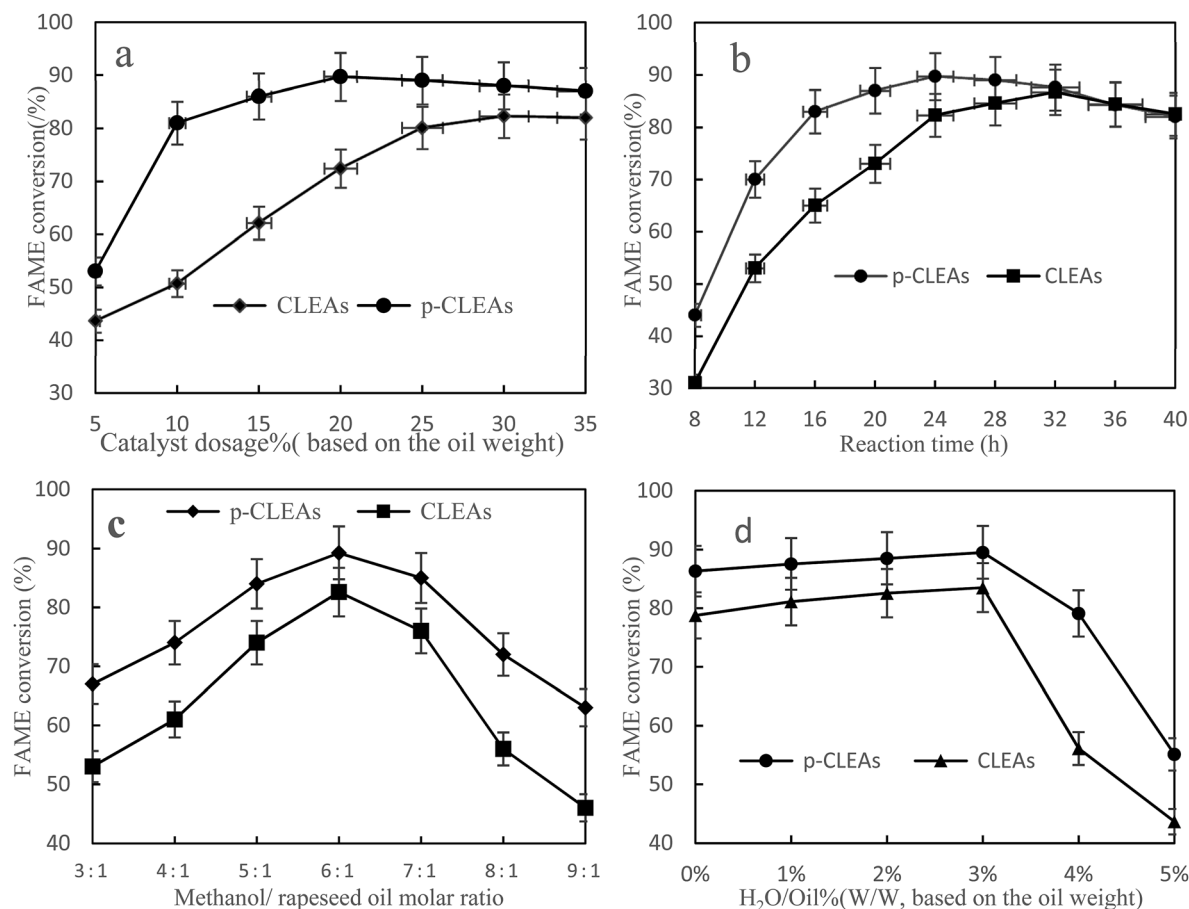 a
FAME conversion(/%)
100
90
80
70
60
50
40
30
CLEAs
p-CLEAs
5 10 15 20 25 30 35
Catalyst dosage%( based on the oil weight)
b
FAME conversion(%)
100
90
80
70
60
50
40
30
p-CLEAs
CLEAs
8 12 16 20 24 28 32 36 40
Reaction time (h)
c
FAME conversion (%)
100
90
80
70
60
50
40
p-CLEAs
CLEAs
3:1 4:1 5:1 6:1 7:1 8:1 9:1
Methanol/ rapeseed oil molar ratio
d
FAME conversion (%)
100
90
80
70
60
50
40
p-CLEAs
CLEAs
0% 1% 2% 3% 4% 5%
H₂O/Oil%(W/W, based on the oil weight)